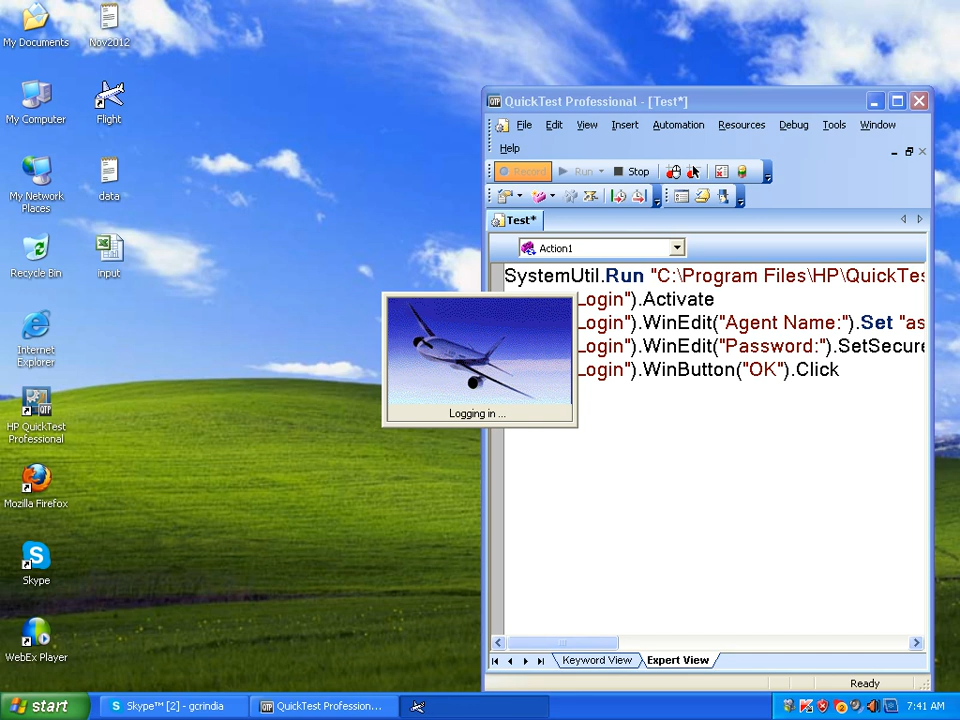 My Documents
Nov2012
My Computer
Flight
My Network
Places
data
Recycle Bin
input
Internet
Explorer
QTP
HP QuickTest
Professional
Mozilla Firefox
Skype
WebEx Player
QTP QuickTest Professional - [Test*]
File Edit View Insert Automation Resources Debug Tools Window
Help
Record Run Stop
Test*
Action1
SystemUtil.Run "C:\Program Files\HP\QuickTes
Login").Activate
Login").WinEdit("Agent Name:").Set "as
Login").WinEdit("Password:").SetSecure
Login").WinButton("OK").Click
Logging in ...
Keyword View Expert View
Ready
start
Skype™ [2] - gcrindia
QTP QuickTest Profession...
7:41 AM